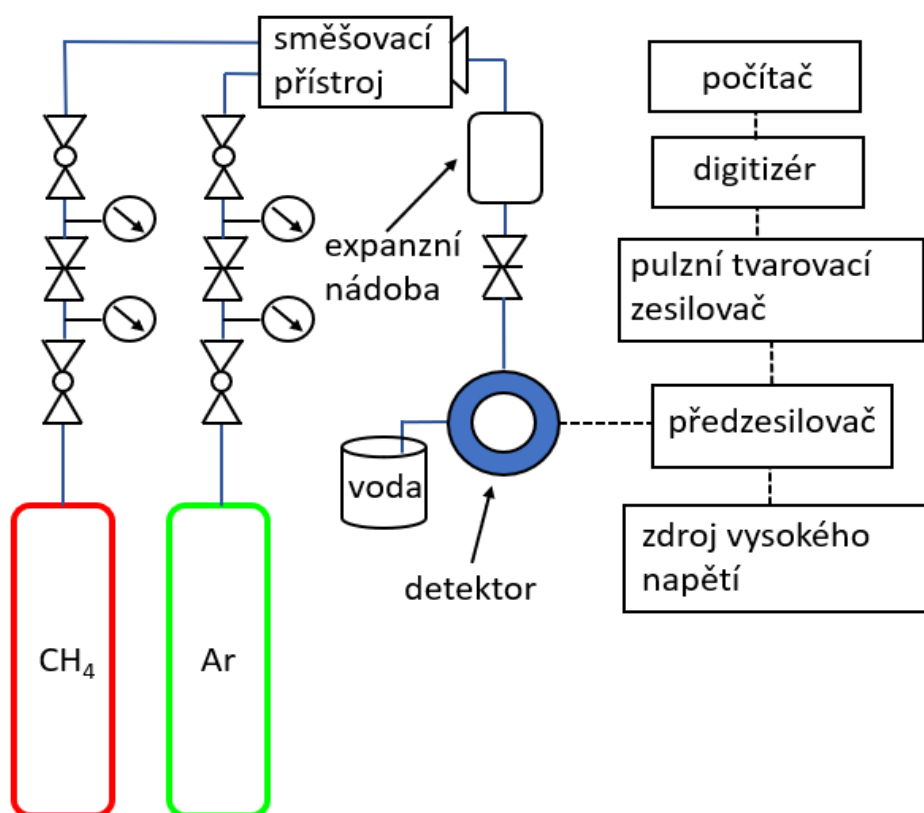 směšovací
přístroj
počítač
digitizér
expanzní
nádoba
pulzní tvarovací
zesilovač
předzesilovač
voda
zdroj vysokého
napětí
detektor
CH₄
Ar